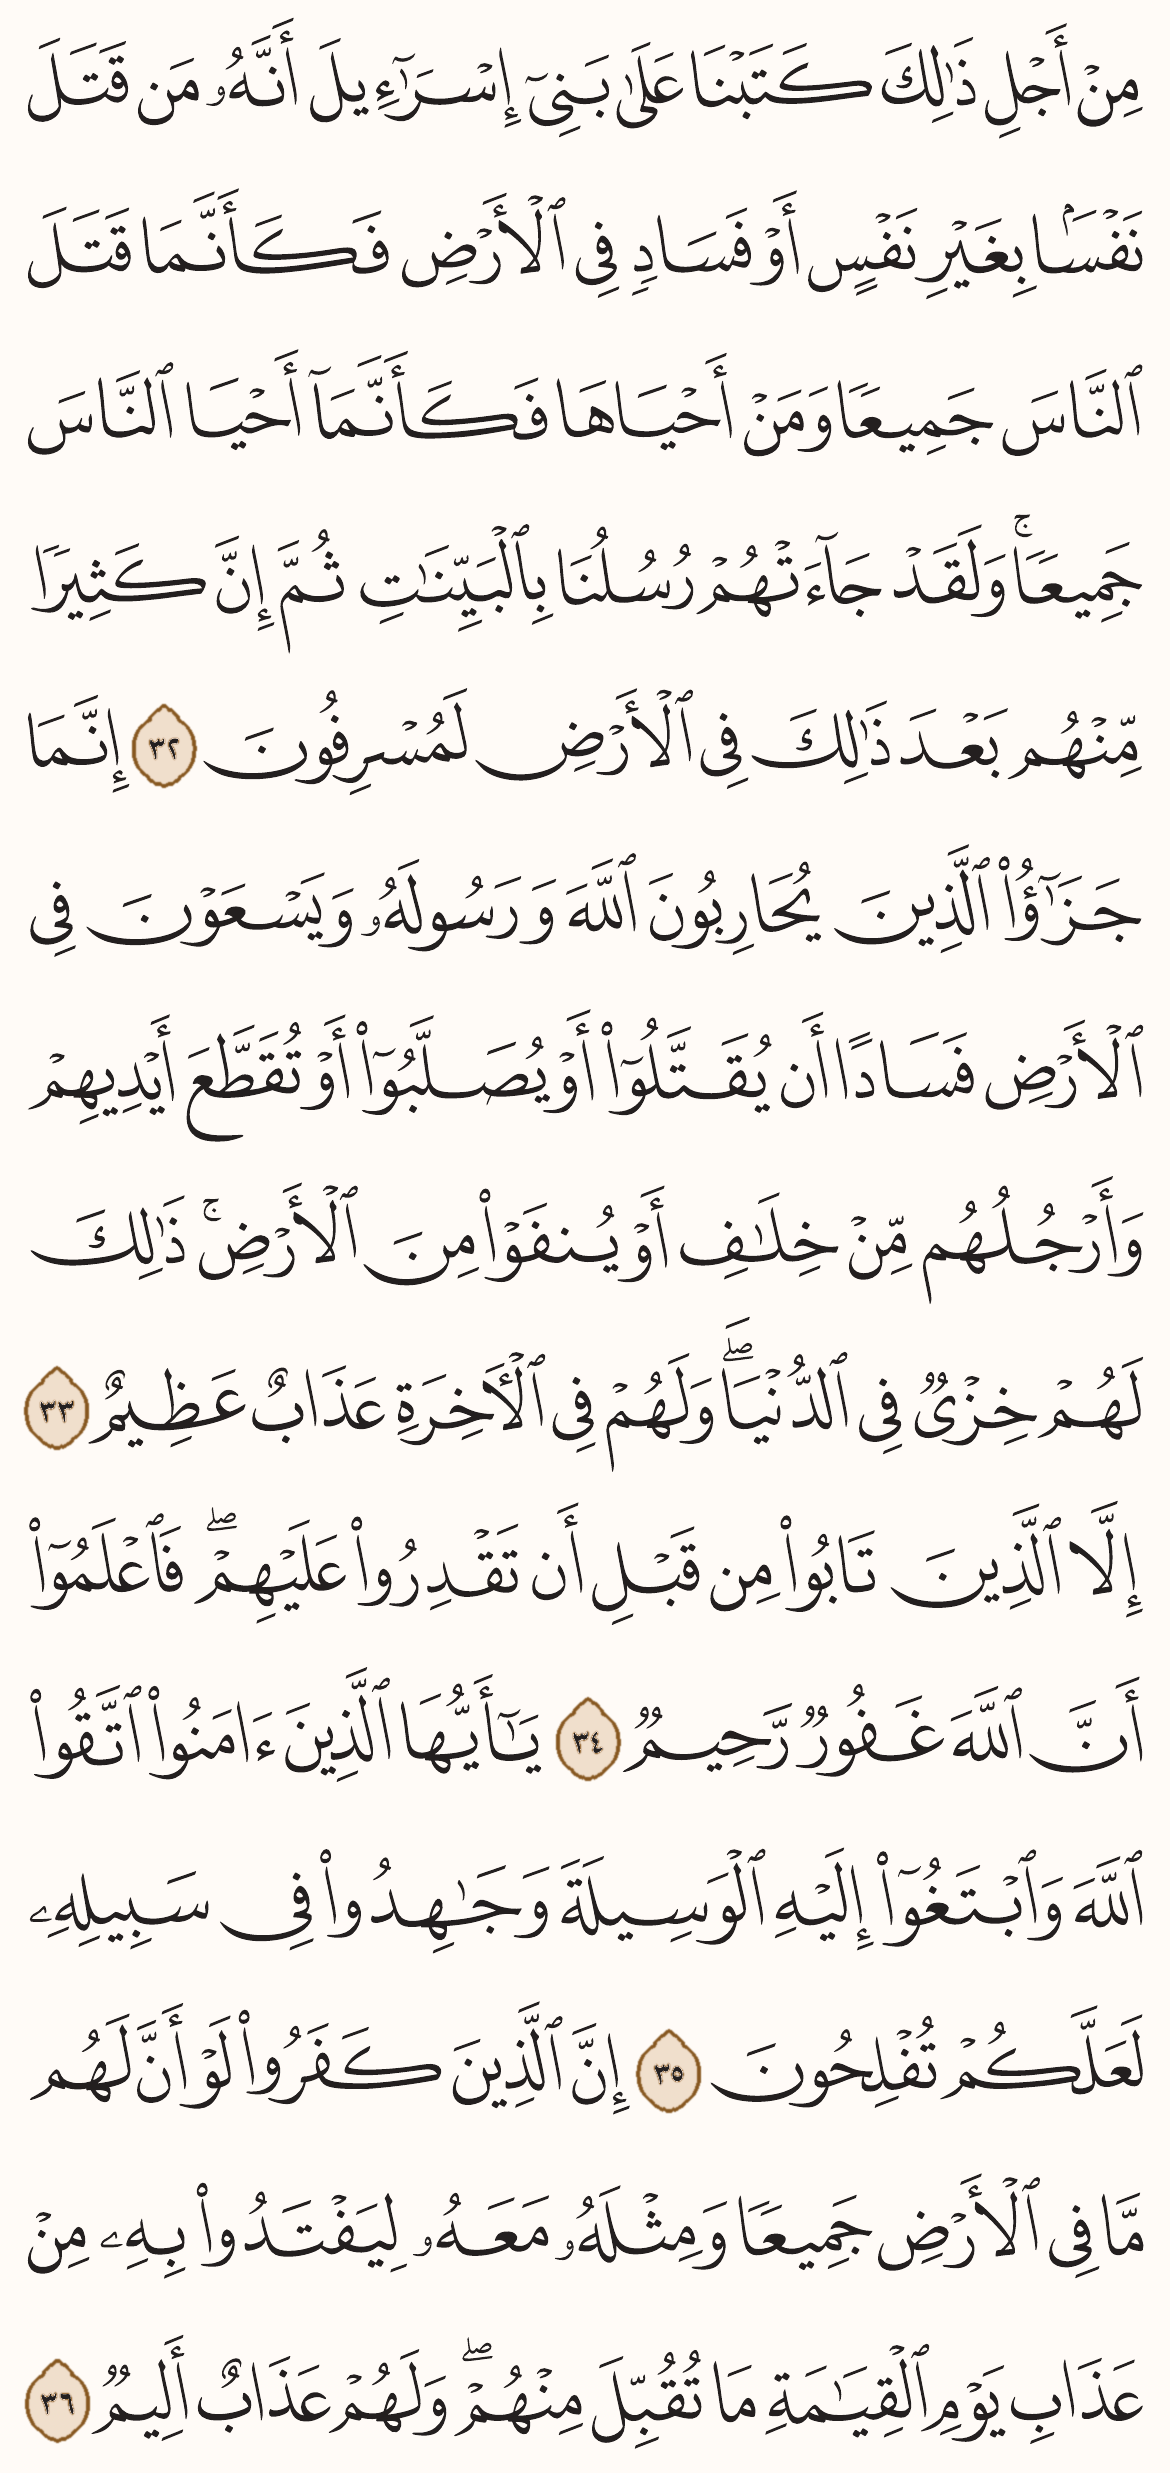 مِنْ أَجْلِ ذَٰلِكَ كَتَبْنَا عَلَىٰ بَنِىٓ إِسْرَٰٓءِيلَ أَنَّهُۥ مَن قَتَلَ
نَفْسَۢا بِغَيْرِ نَفْسٍ أَوْ فَسَادٍ فِى ٱلْأَرْضِ فَكَأَنَّمَا قَتَلَ
ٱلنَّاسَ جَمِيعًا وَمَنْ أَحْيَاهَا فَكَأَنَّمَآ أَحْيَا ٱلنَّاسَ
جَمِيعًا ۚ وَلَقَدْ جَآءَتْهُمْ رُسُلُنَا بِٱلْبَيِّنَٰتِ ثُمَّ إِنَّ كَثِيرًا
مِّنْهُم بَعْدَ ذَٰلِكَ فِى ٱلْأَرْضِ لَمُسْرِفُونَ ٣٢ إِنَّمَا
جَزَٰٓؤُا۟ ٱلَّذِينَ يُحَارِبُونَ ٱللَّهَ وَرَسُولَهُۥ وَيَسْعَوْنَ فِى
ٱلْأَرْضِ فَسَادًا أَن يُقَتَّلُوٓا۟ أَوْ يُصَلَّبُوٓا۟ أَوْ تُقَطَّعَ أَيْدِيهِمْ
وَأَرْجُلُهُم مِّنْ خِلَٰفٍ أَوْ يُنفَوْا۟ مِنَ ٱلْأَرْضِ ۚ ذَٰلِكَ
لَهُمْ خِزْىٌ فِى ٱلدُّنْيَا ۖ وَلَهُمْ فِى ٱلْـَٔاخِرَةِ عَذَابٌ عَظِيمٌ ٣٣
إِلَّا ٱلَّذِينَ تَابُوا۟ مِن قَبْلِ أَن تَقْدِرُوا۟ عَلَيْهِمْ ۖ فَٱعْلَمُوٓا۟
أَنَّ ٱللَّهَ غَفُورٌ رَّحِيمٌ ٣٤ يَٰٓأَيُّهَا ٱلَّذِينَ ءَامَنُوا۟ ٱتَّقُوا۟
ٱللَّهَ وَٱبْتَغُوٓا۟ إِلَيْهِ ٱلْوَسِيلَةَ وَجَٰهِدُوا۟ فِى سَبِيلِهِۦ
لَعَلَّكُمْ تُفْلِحُونَ ٣٥ إِنَّ ٱلَّذِينَ كَفَرُوا۟ لَوْ أَنَّ لَهُم
مَّا فِى ٱلْأَرْضِ جَمِيعًا وَمِثْلَهُۥ مَعَهُۥ لِيَفْتَدُوا۟ بِهِۦ مِنْ
عَذَابِ يَوْمِ ٱلْقِيَٰمَةِ مَا تُقُبِّلَ مِنْهُمْ ۖ وَلَهُمْ عَذَابٌ أَلِيمٌ ٣٦